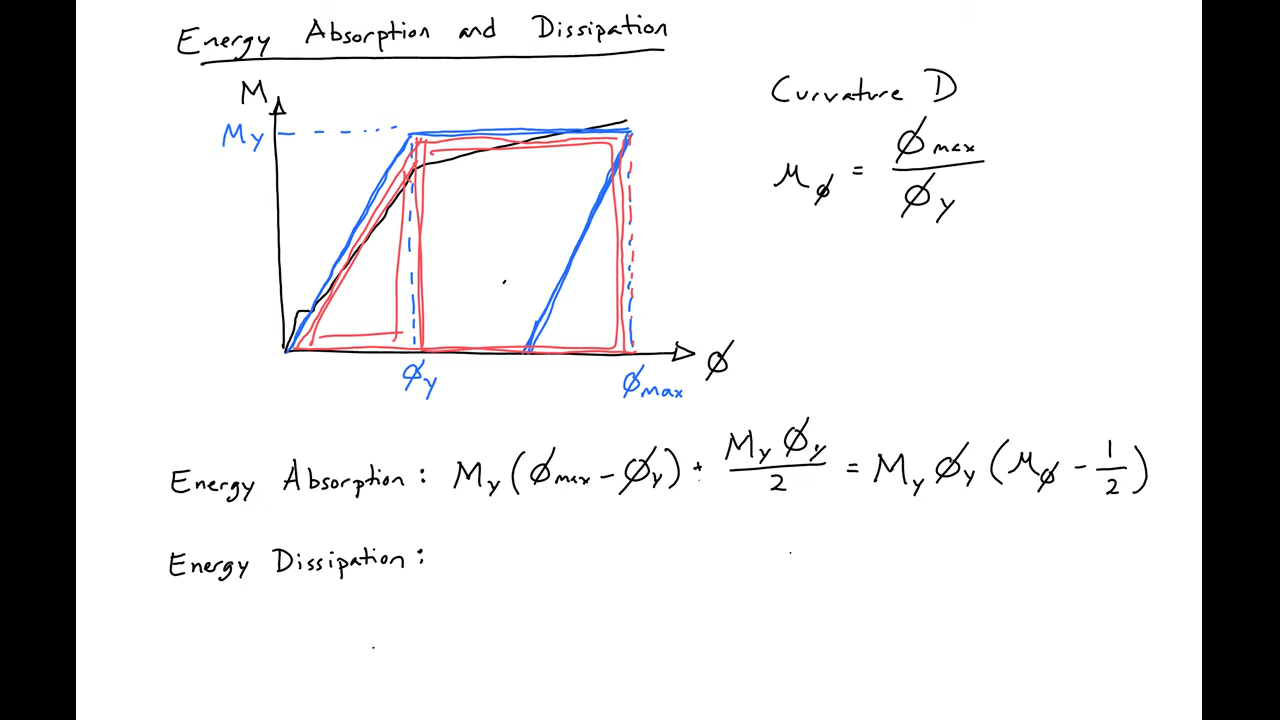 Energy Absorption and Dissipation
M
My
Curvature D
μφ = φmax / φy
φ
φy
φmax
Energy Absorption: My(φmax - φy) + Myφy / 2 = Myφy(μφ - 1/2)
Energy Dissipation: